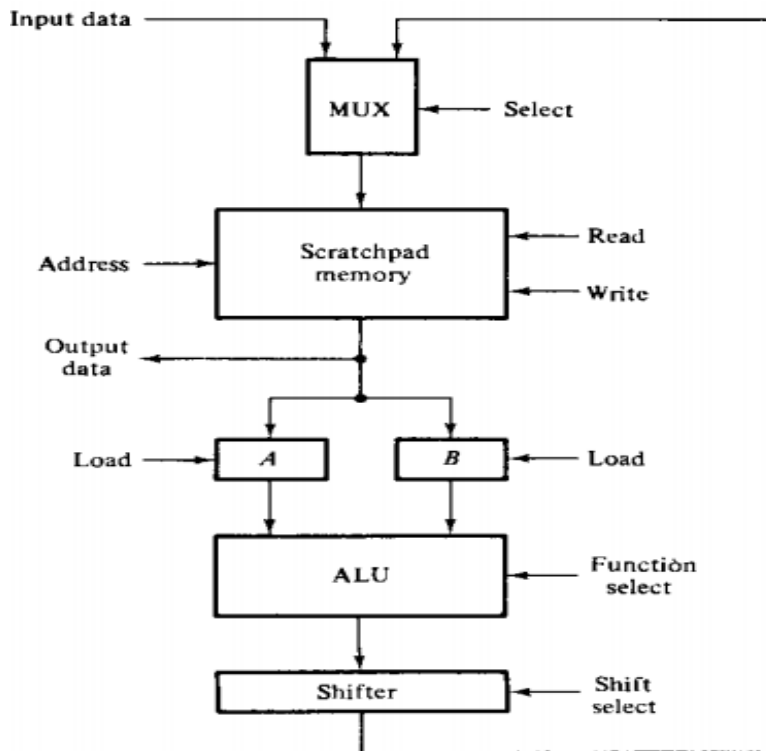 Input data
MUX
Select
Scratchpad
memory
Read
Address
Write
Output
data
Load
A
B
Load
ALU
Function
select
Shifter
Shift
select